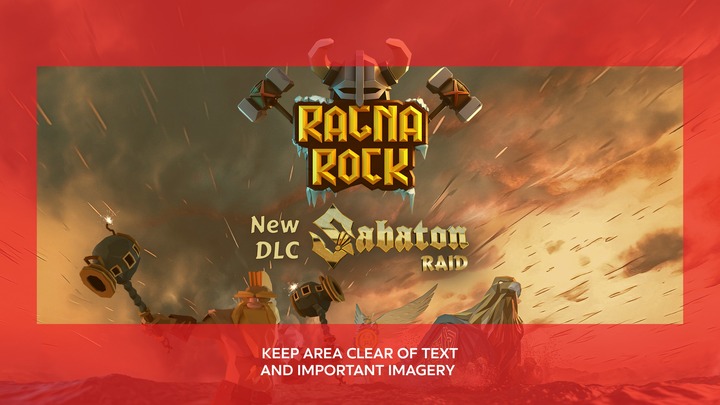 RAGNA
ROCK
New
DLC
Sabaton
RAID
KEEP AREA CLEAR OF TEXT
AND IMPORTANT IMAGERY